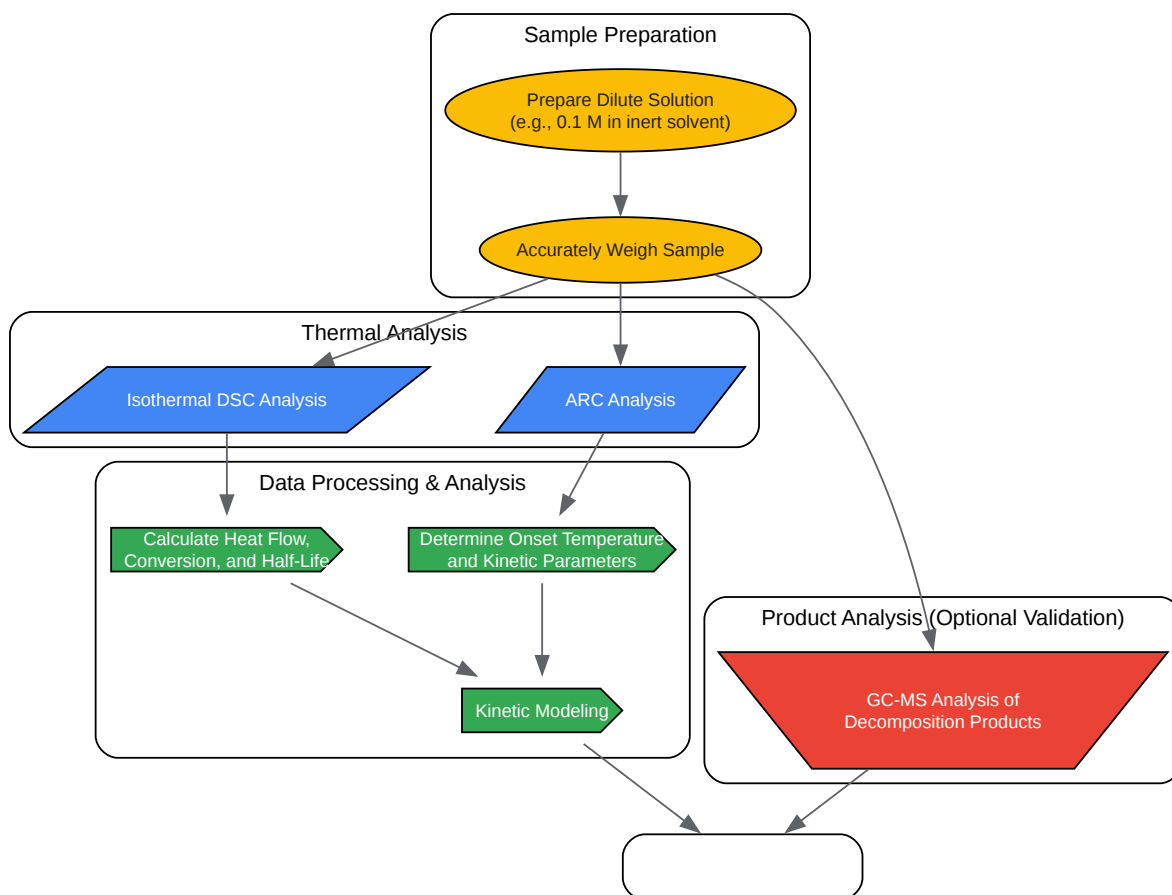 Sample Preparation
Prepare Dilute Solution
(e.g., 0.1 M in inert solvent)
Accurately Weigh Sample
Thermal Analysis
Isothermal DSC Analysis
ARC Analysis
Data Processing & Analysis
Calculate Heat Flow,
Conversion, and Half-Life
Determine Onset Temperature
and Kinetic Parameters
Kinetic Modeling
Product Analysis (Optional Validation)
GC-MS Analysis of
Decomposition Products